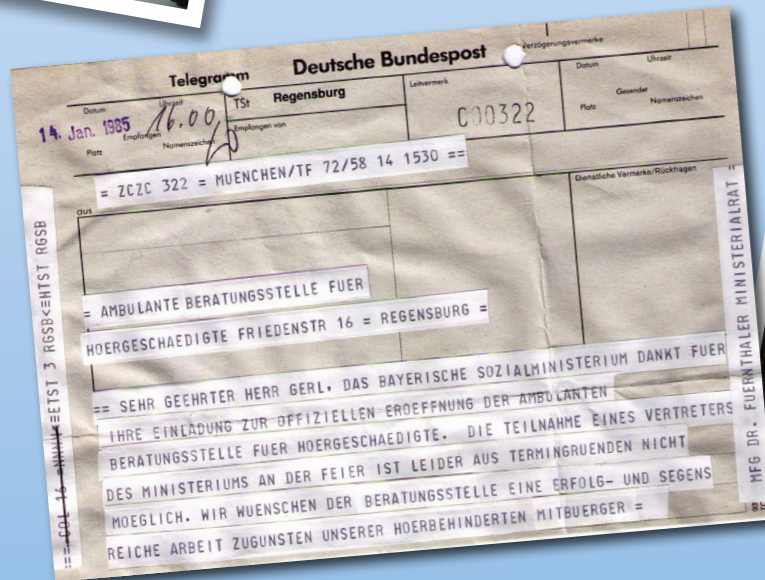 Telegramm Deutsche Bundespost Verzögerungsvermerke
Datum Uhrzeit TSt Regensburg Leitvermerk Datum Uhrzeit
14. Jan. 1985 16.00 000322
Empfangen Empfangen von Gesendet
Platz Namenszeichen Platz Namenszeichen
= ZCZC 322 = MUENCHEN/TF 72/58 14 1530 ==
aus Dienstliche Vermerke/Rückfragen
= AMBULANTE BERATUNGSSTELLE FUER
HOERGESCHAEDIGTE FRIEDENSTR 16 = REGENSBURG =
== SEHR GEEHRTER HERR GERL, DAS BAYERISCHE SOZIALMINISTERIUM DANKT FUER
IHRE EINLADUNG ZUR OFFIZIELLEN EROEFFNUNG DER AMBULANTEN
BERATUNGSSTELLE FUER HOERGESCHAEDIGTE. DIE TEILNAHME EINES VERTRETERS
DES MINISTERIUMS AN DER FEIER IST LEIDER AUS TERMINGRUENDEN NICHT
MOEGLICH. WIR WUENSCHEN DER BERATUNGSSTELLE EINE ERFOLG- UND SEGENS
REICHE ARBEIT ZUGUNSTEN UNSERER HOERBEHINDERTEN MITBUERGER =
MFG DR. FUERNTHALER MINISTERIALRAT =
=== COL 16 =NNNN=ETST 3 RGSB<=HTST RGSB